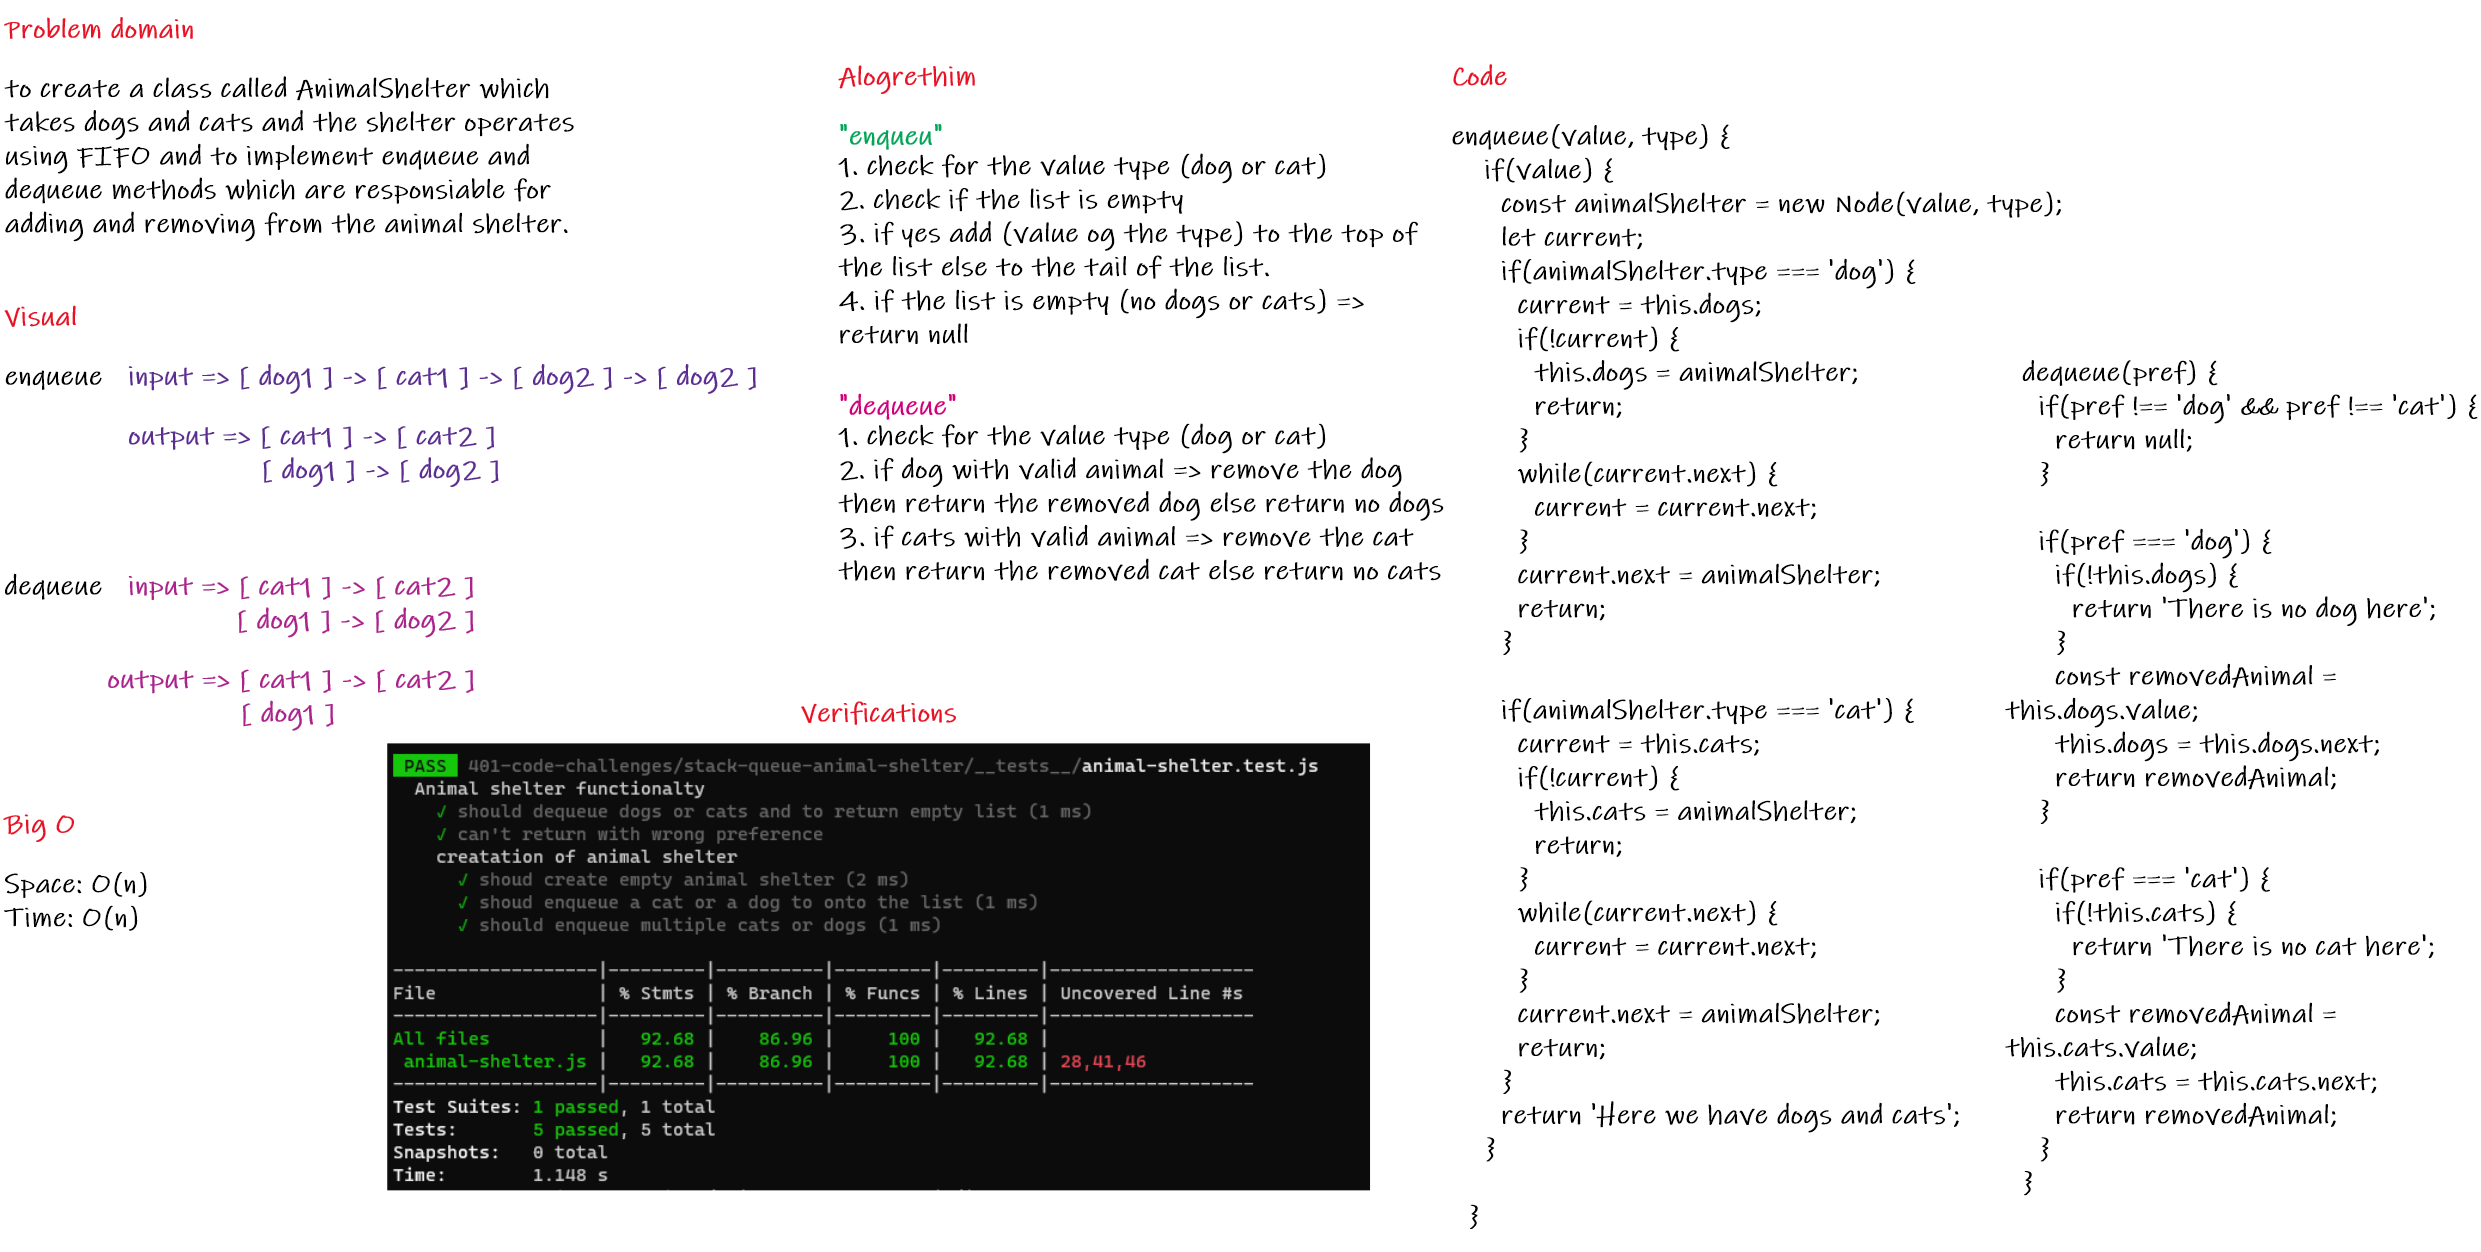 Problem domain
to create a class called AnimalShelter which
takes dogs and cats and the shelter operates
using FIFO and to implement enqueue and
dequeue methods which are responsiable for
adding and removing from the animal shelter.
Visual
enqueue input => [ dog1 ] -> [ cat1 ] -> [ dog2 ] -> [ dog2 ]
output => [ cat1 ] -> [ cat2 ]
[ dog1 ] -> [ dog2 ]
dequeue input => [ cat1 ] -> [ cat2 ]
[ dog1 ] -> [ dog2 ]
output => [ cat1 ] -> [ cat2 ]
[ dog1 ]
Big O
Space: O(n)
Time: O(n)
Alogrethim
"enqueu"
1. check for the value type (dog or cat)
2. check if the list is empty
3. if yes add (value og the type) to the top of
the list else to the tail of the list.
4. if the list is empty (no dogs or cats) =>
return null
"dequeue"
1. check for the value type (dog or cat)
2. if dog with valid animal => remove the dog
then return the removed dog else return no dogs
3. if cats with valid animal => remove the cat
then return the removed cat else return no cats
Verifications
PASS 401-code-challenges/stack-queue-animal-shelter/__tests__/animal-shelter.test.js
Animal shelter functionalty
✓ should dequeue dogs or cats and to return empty list (1 ms)
✓ can't return with wrong preference
creatation of animal shelter
✓ shoud create empty animal shelter (2 ms)
✓ shoud enqueue a cat or a dog to onto the list (1 ms)
✓ should enqueue multiple cats or dogs (1 ms)
-------------------|---------|----------|---------|---------|-------------------
File | % Stmts | % Branch | % Funcs | % Lines | Uncovered Line #s
-------------------|---------|----------|---------|---------|-------------------
All files | 92.68 | 86.96 | 100 | 92.68 |
animal-shelter.js | 92.68 | 86.96 | 100 | 92.68 | 28,41,46
-------------------|---------|----------|---------|---------|-------------------
Test Suites: 1 passed, 1 total
Tests: 5 passed, 5 total
Snapshots: 0 total
Time: 1.148 s
Code
enqueue(value, type) {
if(value) {
const animalShelter = new Node(value, type);
let current;
if(animalShelter.type === 'dog') {
current = this.dogs;
if(!current) {
this.dogs = animalShelter;
return;
}
while(current.next) {
current = current.next;
}
current.next = animalShelter;
return;
}
if(animalShelter.type === 'cat') {
current = this.cats;
if(!current) {
this.cats = animalShelter;
return;
}
while(current.next) {
current = current.next;
}
current.next = animalShelter;
return;
}
return 'Here we have dogs and cats';
}
}
dequeue(pref) {
if(pref !== 'dog' && pref !== 'cat') {
return null;
}
if(pref === 'dog') {
if(!this.dogs) {
return 'There is no dog here';
}
const removedAnimal =
this.dogs.value;
this.dogs = this.dogs.next;
return removedAnimal;
}
if(pref === 'cat') {
if(!this.cats) {
return 'There is no cat here';
}
const removedAnimal =
this.cats.value;
this.cats = this.cats.next;
return removedAnimal;
}
}